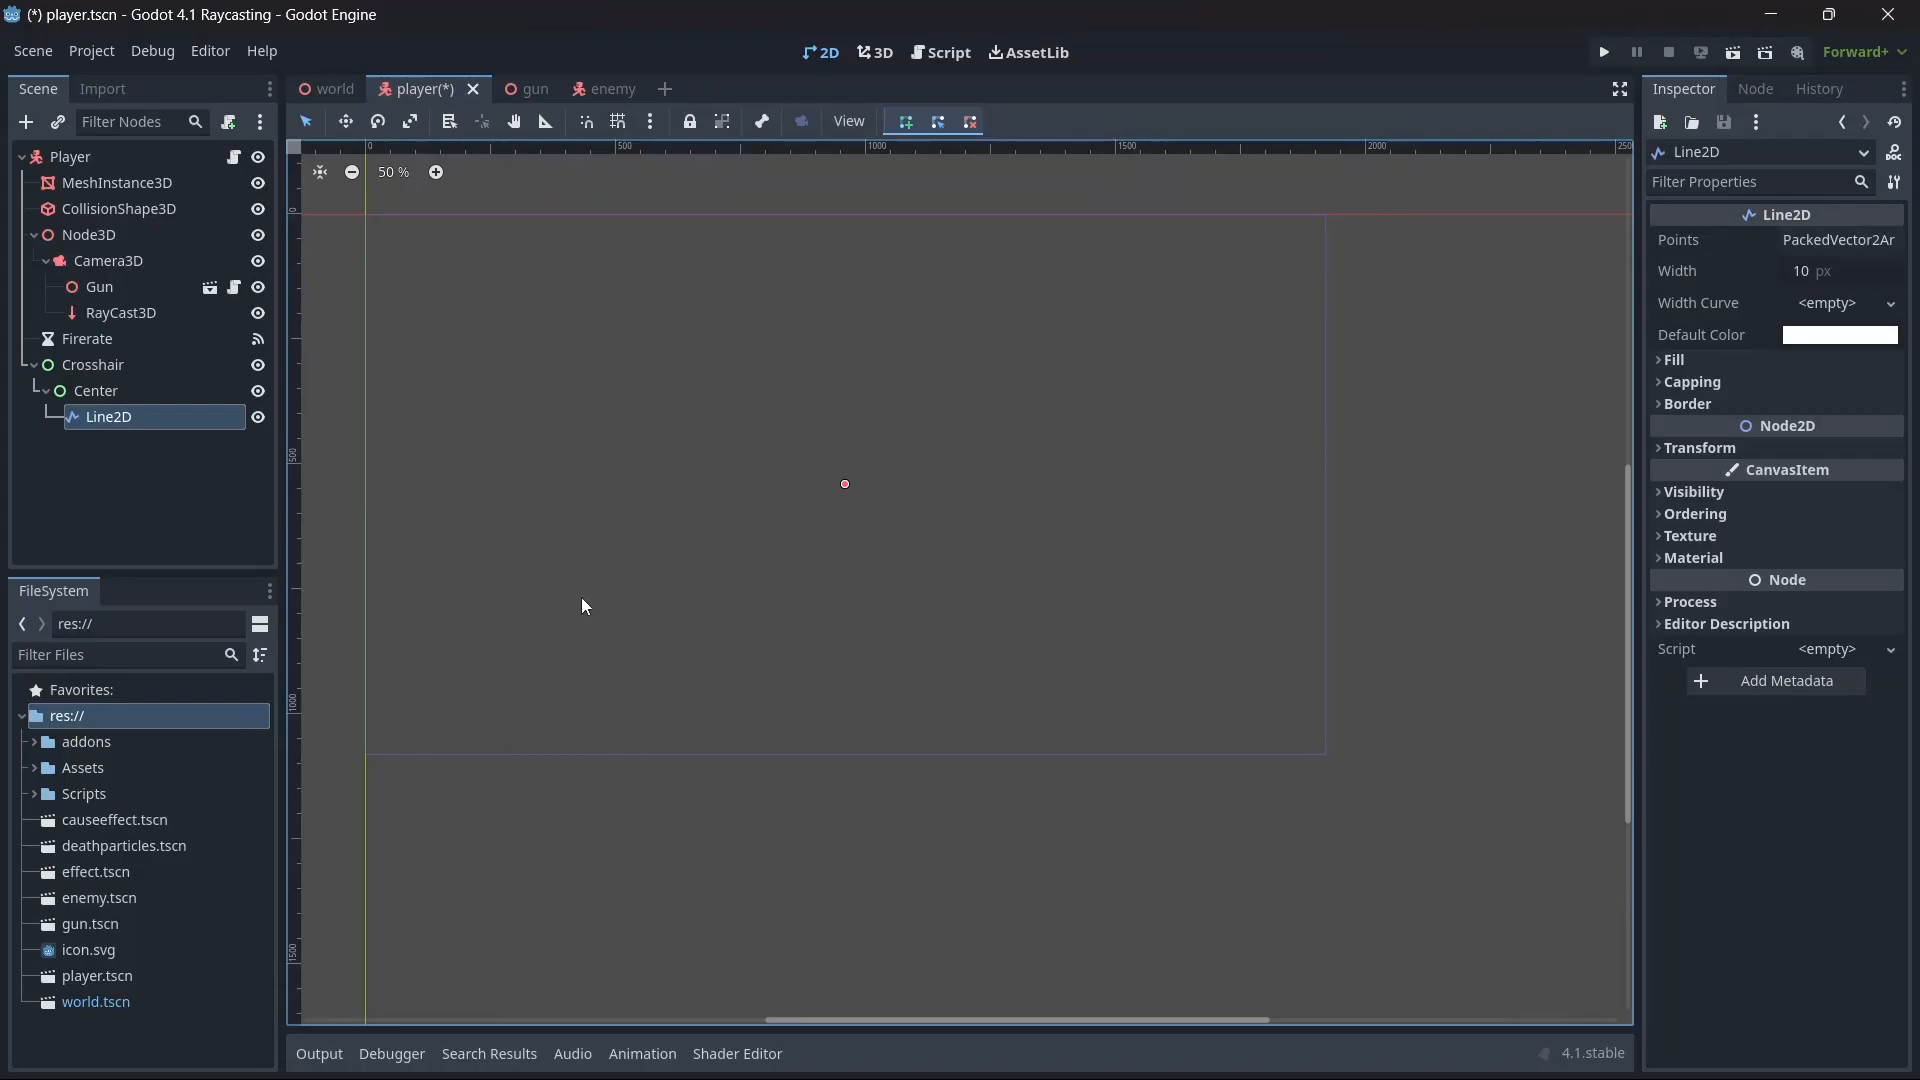 (*) player.tscn - Godot 4.1 Raycasting - Godot Engine
Scene Project Debug Editor Help
2D 3D Script AssetLib
Forward+
Scene Import
world player(*) gun enemy
Inspector Node History
Filter Nodes
View
Line2D
Filter Properties
0 500 1000 1500 2000 250
50 %
0
500
1000
1500
Player
MeshInstance3D
CollisionShape3D
Node3D
Camera3D
Gun
RayCast3D
Firerate
Crosshair
Center
Line2D
FileSystem
res://
Filter Files
Favorites:
res://
addons
Assets
Scripts
causeeffect.tscn
deathparticles.tscn
effect.tscn
enemy.tscn
gun.tscn
icon.svg
player.tscn
world.tscn
Line2D
Points PackedVector2Ar
Width 10 px
Width Curve <empty>
Default Color
Fill
Capping
Border
Node2D
Transform
CanvasItem
Visibility
Ordering
Texture
Material
Node
Process
Editor Description
Script <empty>
Add Metadata
Output Debugger Search Results Audio Animation Shader Editor
4.1.stable